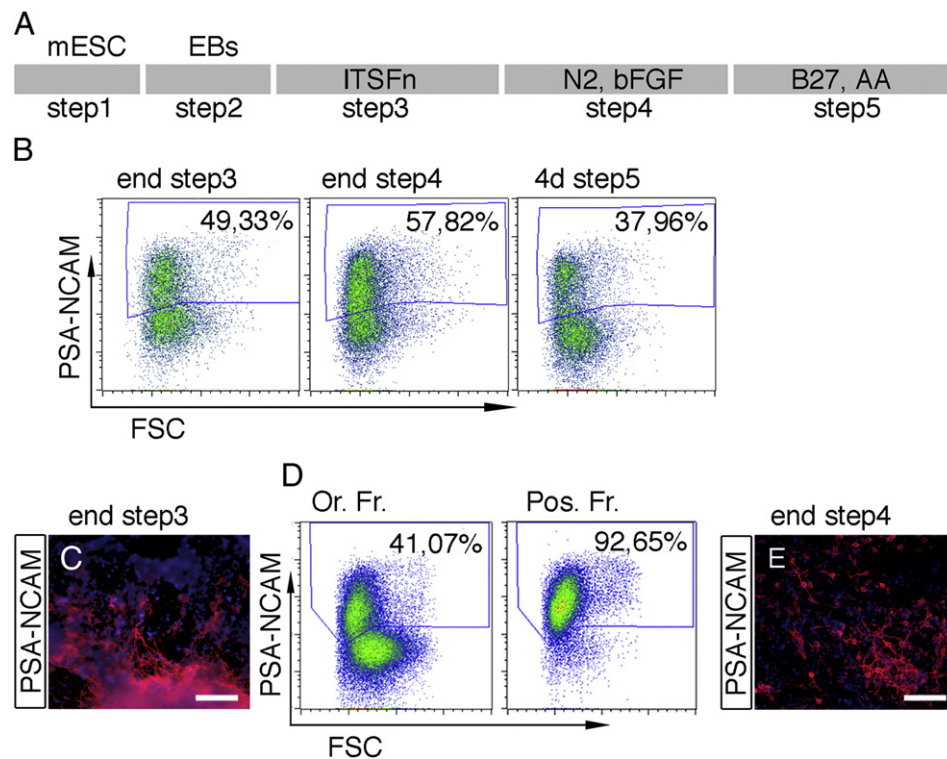 A
mESC EBs
ITSFn N2, bFGF B27, AA
step1 step2 step3 step4 step5
B
end step3 end step4 4d step5
49,33% 57,82% 37,96%
PSA-NCAM
FSC
end step3
C
PSA-NCAM
D
Or. Fr. Pos. Fr.
41,07% 92,65%
PSA-NCAM
FSC
end step4
E
PSA-NCAM